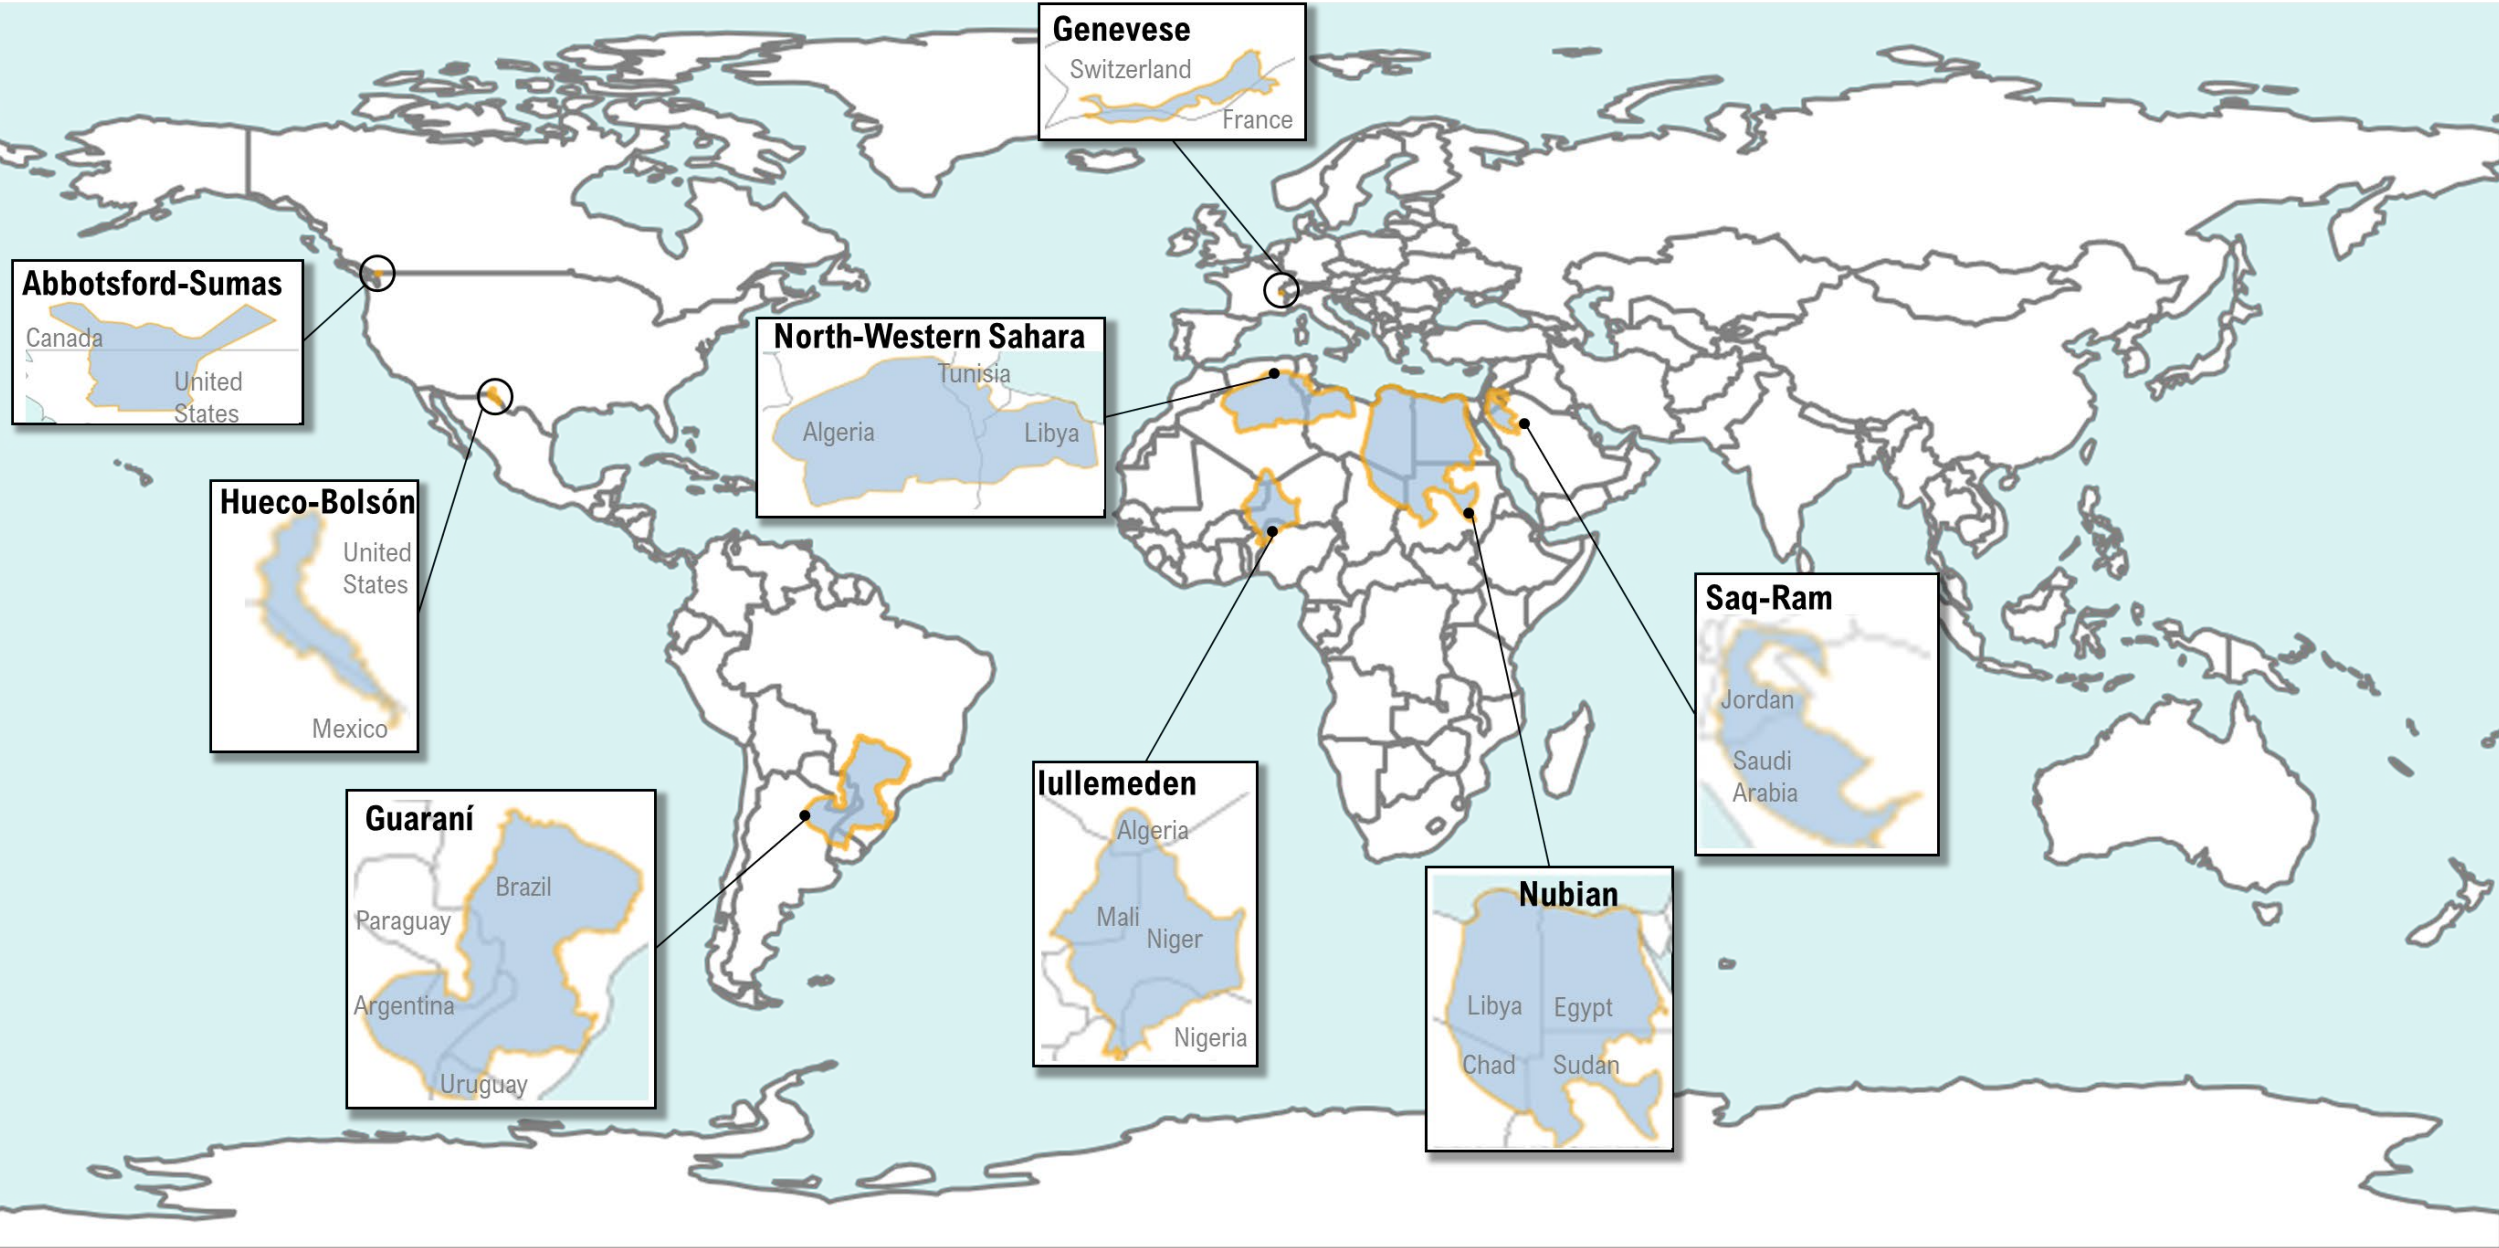 Genevese
Switzerland
France
Abbotsford-Sumas
Canada
United
States
North-Western Sahara
Tunisia
Algeria
Libya
Hueco-Bolsón
United
States
Mexico
Saq-Ram
Jordan
Saudi
Arabia
Iullemeden
Algeria
Mali
Niger
Nigeria
Guaraní
Brazil
Paraguay
Argentina
Uruguay
Nubian
Libya
Egypt
Chad
Sudan